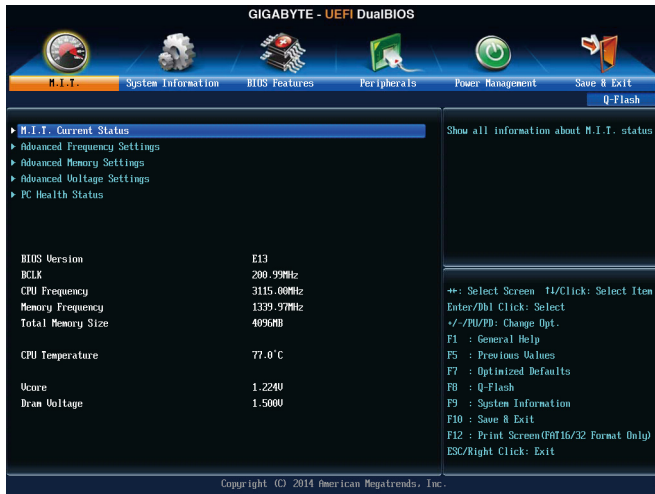 GIGABYTE - UEFI DualBIOS
M.I.T.
System Information
BIOS Features
Peripherals
Power Management
Save & Exit
Q-Flash
M.I.T. Current Status
Advanced Frequency Settings
Advanced Memory Settings
Advanced Voltage Settings
PC Health Status
BIOS Version E13
BCLK 200.99MHz
CPU Frequency 3115.00MHz
Memory Frequency 1339.97MHz
Total Memory Size 4096MB
CPU Temperature 77.0°C
Vcore 1.224V
Dram Voltage 1.500V
Show all information about M.I.T. status
→←: Select Screen ↑↓/Click: Select Item
Enter/Dbl Click: Select
+/-/PU/PD: Change Opt.
F1 : General Help
F5 : Previous Values
F7 : Optimized Defaults
F8 : Q-Flash
F9 : System Information
F10 : Save & Exit
F12 : Print Screen(FAT16/32 Format Only)
ESC/Right Click: Exit
Copyright (C) 2014 American Megatrends, Inc.